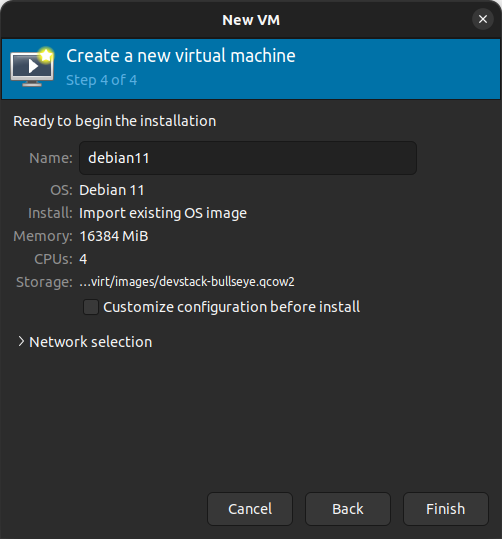 New VM
Create a new virtual machine
Step 4 of 4
Ready to begin the installation
Name: debian11
OS: Debian 11
Install: Import existing OS image
Memory: 16384 MiB
CPUs: 4
Storage: ...virt/images/devstack-bullseye.qcow2
Customize configuration before install
Network selection
Cancel Back Finish